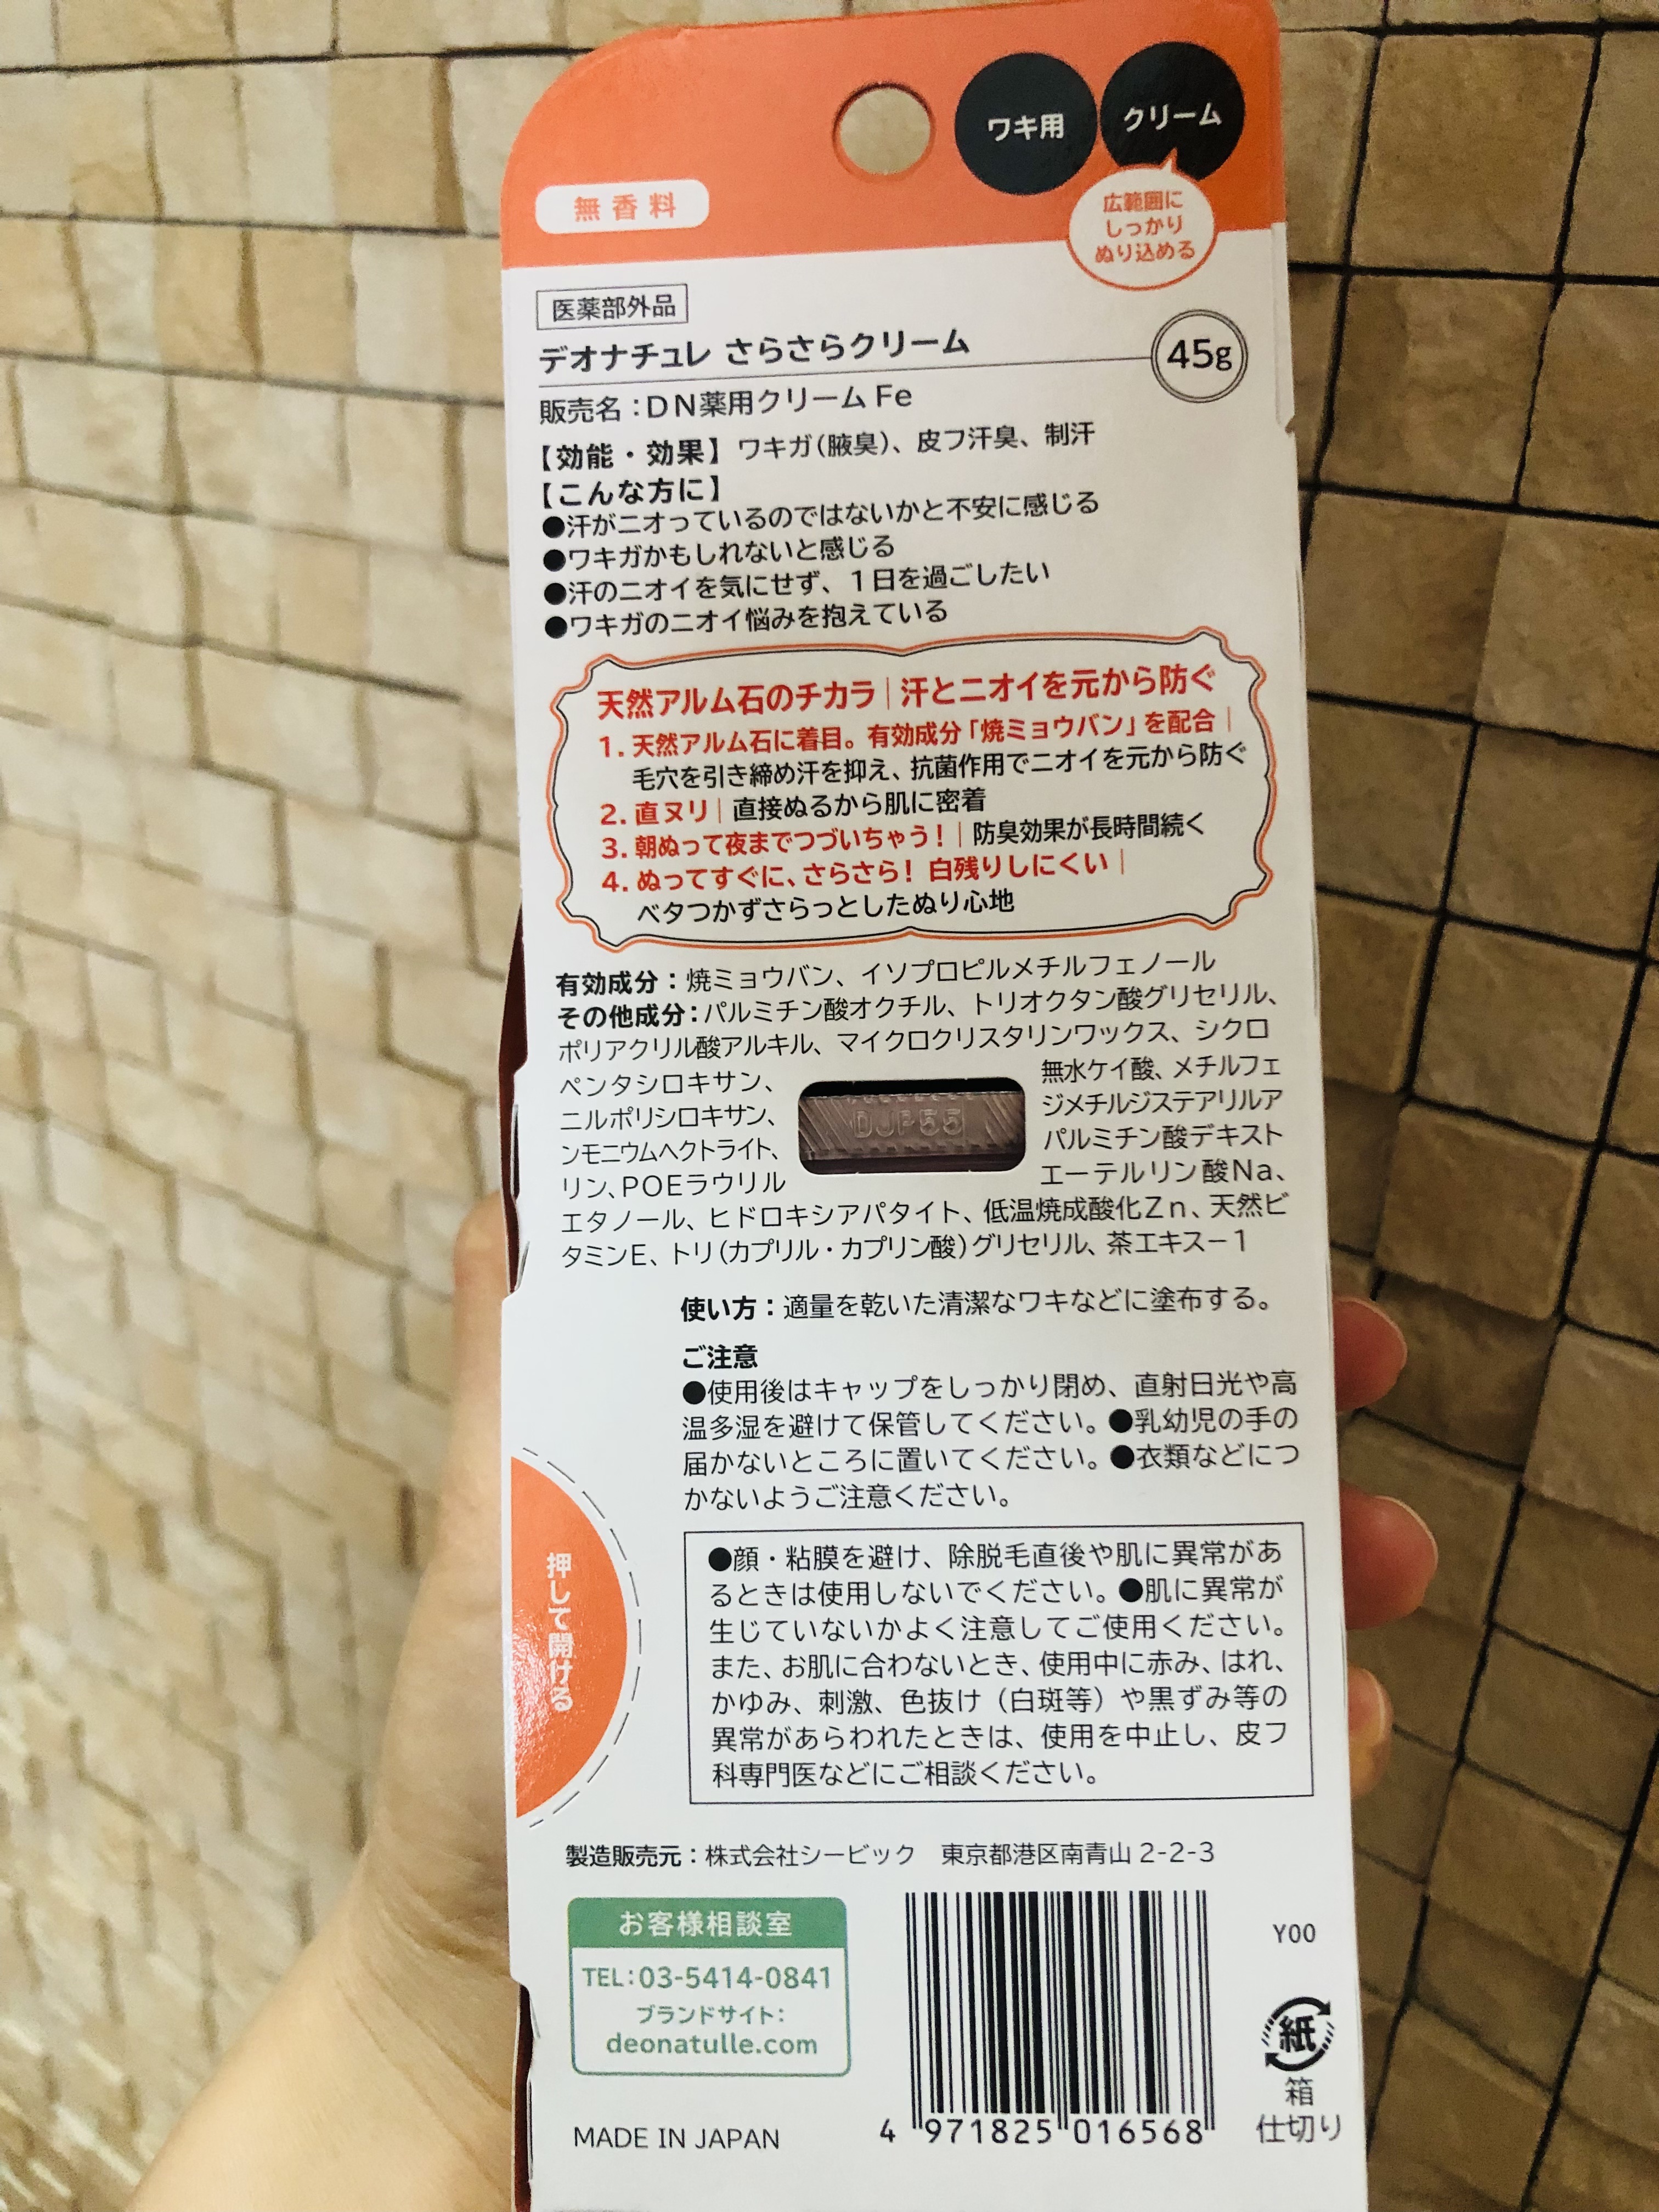 ワキ用
クリーム
広範囲に
しっかり
ぬり込める
無香料
医薬部外品
デオナチュレ さらさらクリーム
45g
販売名：DN薬用クリーム Fe
【効能・効果】ワキガ(腋臭)、皮フ汗臭、制汗
【こんな方に】
●汗がニオっているのではないかと不安に感じる
●ワキガかもしれないと感じる
●汗のニオイを気にせず、1日を過ごしたい
●ワキガのニオイ悩みを抱えている
天然アルム石のチカラ｜汗とニオイを元から防ぐ
1. 天然アルム石に着目。有効成分「焼ミョウバン」を配合｜
毛穴を引き締め汗を抑え、抗菌作用でニオイを元から防ぐ
2. 直ヌリ｜直接ぬるから肌に密着
3. 朝ぬって夜までつづいちゃう！｜防臭効果が長時間続く
4. ぬってすぐに、さらさら！ 白残りしにくい｜
ベタつかずさらっとしたぬり心地
有効成分：焼ミョウバン、イソプロピルメチルフェノール
その他成分：パルミチン酸オクチル、トリオクタン酸グリセリル、
ポリアクリル酸アルキル、マイクロクリスタリンワックス、シクロ
ペンタシロキサン、 無水ケイ酸、メチルフェ
ニルポリシロキサン、 ジメチルジステアリルア
ンモニウムヘクトライト、 パルミチン酸デキスト
リン、POEラウリル エーテルリン酸Na、
DJP55
エタノール、ヒドロキシアパタイト、低温焼成酸化Zn、天然ビ
タミンE、トリ(カプリル・カプリン酸)グリセリル、茶エキス−1
使い方：適量を乾いた清潔なワキなどに塗布する。
ご注意
●使用後はキャップをしっかり閉め、直射日光や高
温多湿を避けて保管してください。●乳幼児の手の
届かないところに置いてください。●衣類などにつ
かないようご注意ください。
●顔・粘膜を避け、除脱毛直後や肌に異常があ
るときは使用しないでください。●肌に異常が
生じていないかよく注意してご使用ください。
また、お肌に合わないとき、使用中に赤み、はれ、
かゆみ、刺激、色抜け（白斑等）や黒ずみ等の
異常があらわれたときは、使用を中止し、皮フ
科専門医などにご相談ください。
押して開ける
製造販売元：株式会社シービック 東京都港区南青山 2-2-3
お客様相談室
TEL：03-5414-0841
ブランドサイト：
deonatulle.com
MADE IN JAPAN
4 971825 016568
Y00
紙
箱
仕切り